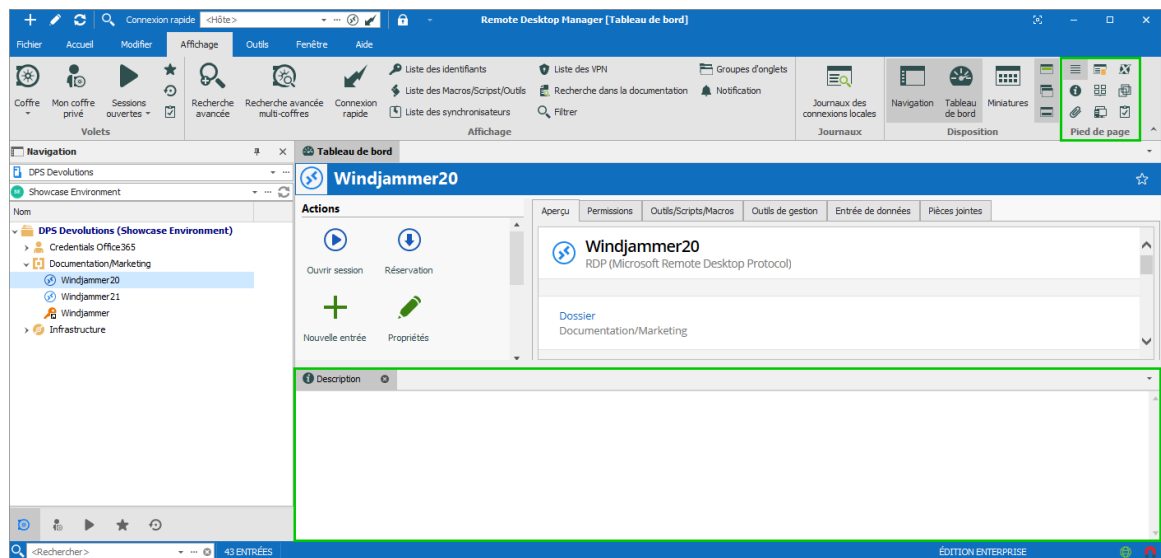 Connexion rapide <Hôte>
Remote Desktop Manager [Tableau de bord]
Fichier Accueil Modifier Affichage Outils Fenêtre Aide
Coffre
Mon coffre privé
Sessions ouvertes
Volets
Recherche avancée
Recherche avancée multi-coffres
Connexion rapide
Liste des identifiants
Liste des Macros/Script/Outils
Liste des synchronisateurs
Liste des VPN
Recherche dans la documentation
Filtrer
Groupes d'onglets
Notification
Affichage
Journaux des connexions locales
Journaux
Navigation
Tableau de bord
Miniatures
Disposition
Pied de page
Navigation
DPS Devolutions
SE Showcase Environment
Nom
DPS Devolutions (Showcase Environment)
Credentials Office365
Documentation/Marketing
Windjammer20
Windjammer21
Windjammer
Infrastructure
Tableau de bord
Windjammer20
Actions
Ouvrir session Réservation
Nouvelle entrée Propriétés
Aperçu Permissions Outils/Scripts/Macros Outils de gestion Entrée de données Pièces jointes
Windjammer20
RDP (Microsoft Remote Desktop Protocol)
Dossier
Documentation/Marketing
Description
<Rechercher>
43 ENTRÉES
ÉDITION ENTERPRISE